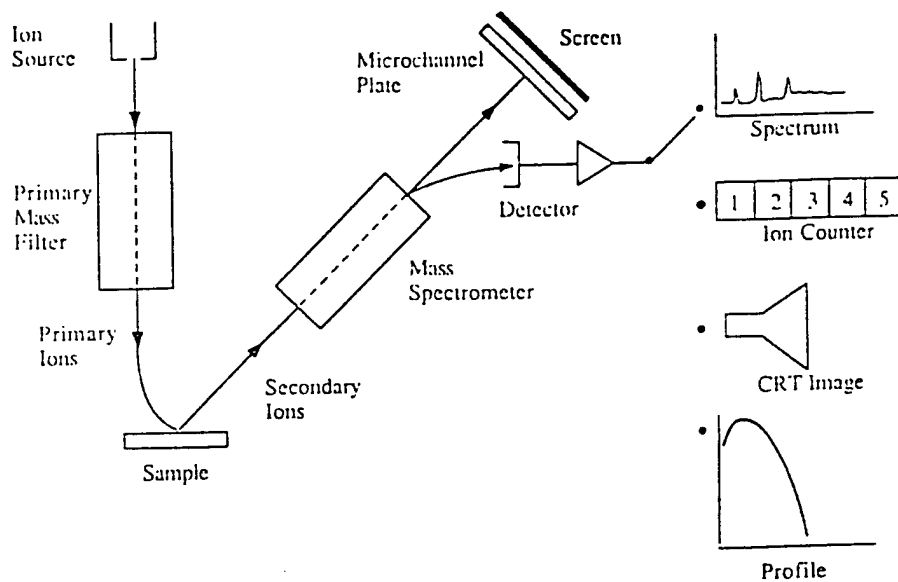 Ion
Source
Primary
Mass
Filter
Primary
Ions
Sample
Secondary
Ions
Mass
Spectrometer
Microchannel
Plate
Screen
Detector
Spectrum
1 2 3 4 5
Ion Counter
CRT Image
Profile